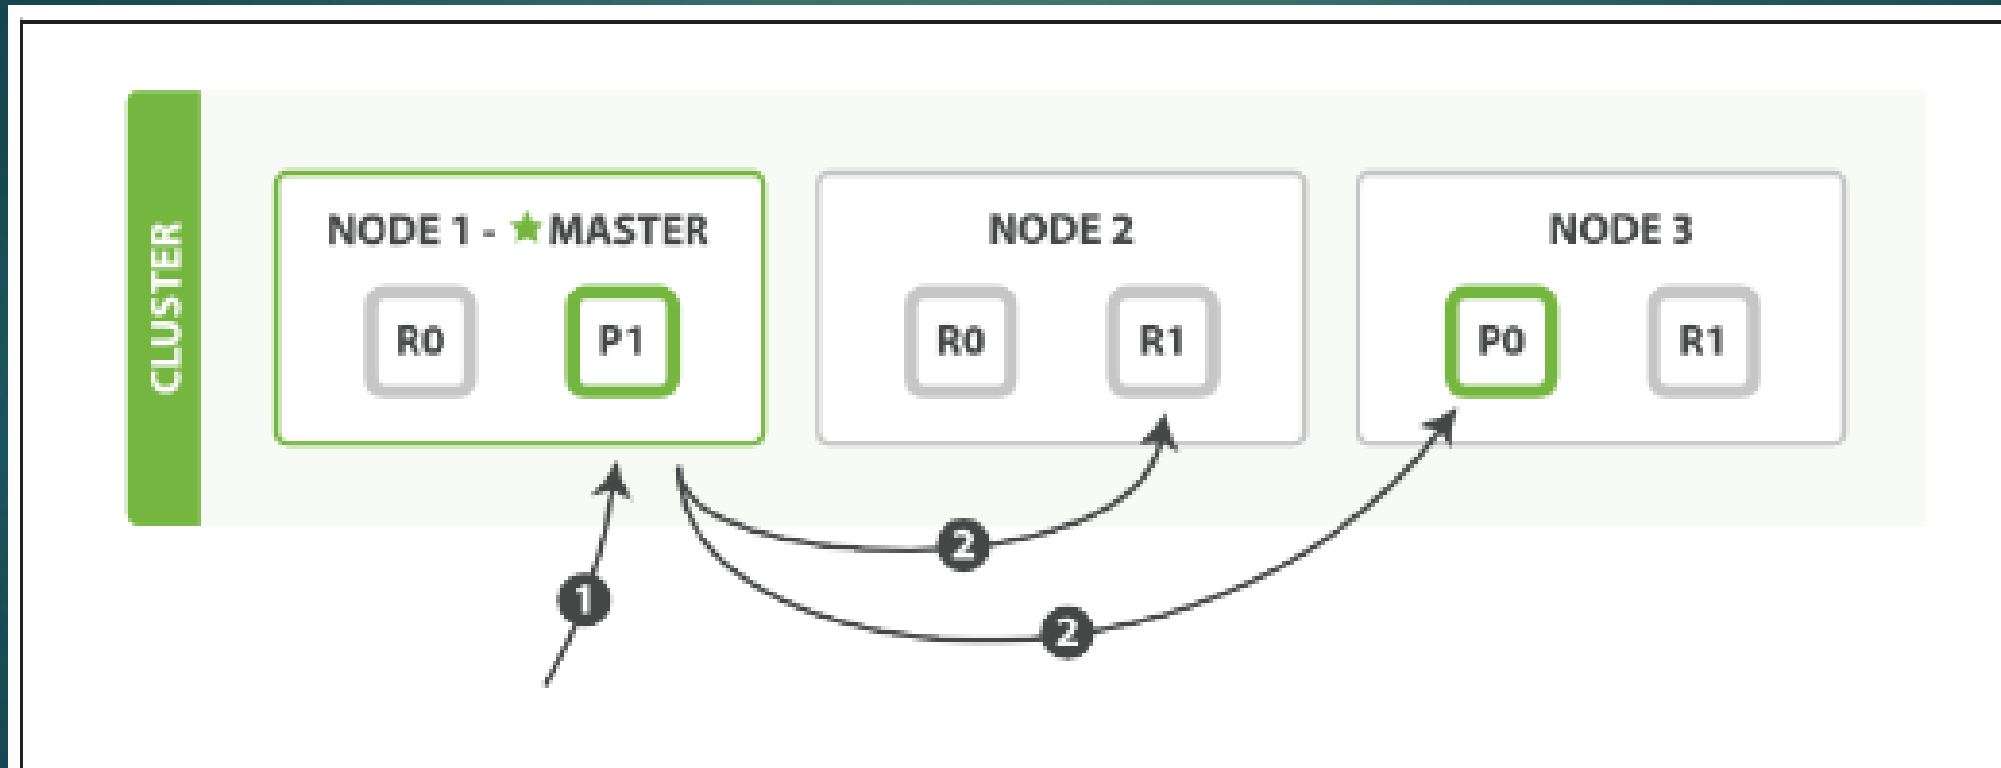 CLUSTER
NODE 1 - ★ MASTER
R0
P1
NODE 2
R0
R1
NODE 3
P0
R1
1
2
2